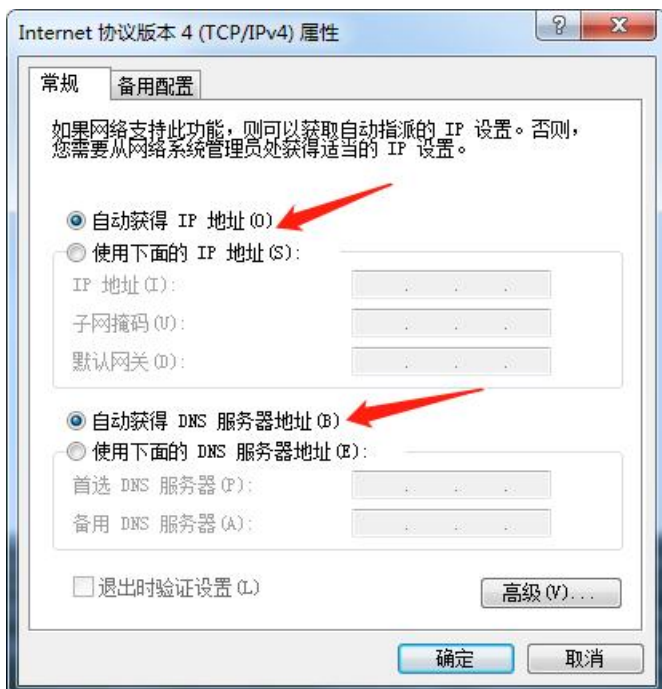 Internet 协议版本 4 (TCP/IPv4) 属性
常规
备用配置
如果网络支持此功能，则可以获取自动指派的 IP 设置。否则，
您需要从网络系统管理员处获得适当的 IP 设置。
自动获得 IP 地址(O)
使用下面的 IP 地址(S):
IP 地址(I):
子网掩码(U):
默认网关(D):
自动获得 DNS 服务器地址(B)
使用下面的 DNS 服务器地址(E):
首选 DNS 服务器(P):
备用 DNS 服务器(A):
退出时验证设置(L)
高级(V)...
确定
取消